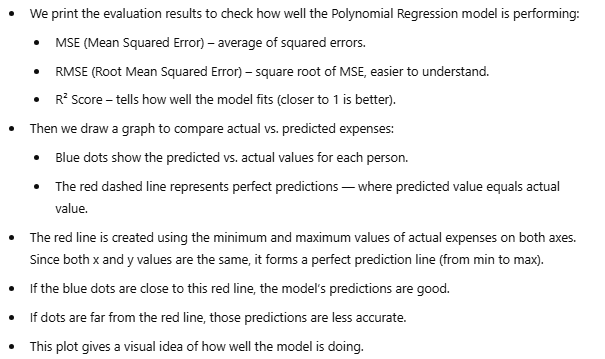 • We print the evaluation results to check how well the Polynomial Regression model is performing:
• MSE (Mean Squared Error) – average of squared errors.
• RMSE (Root Mean Squared Error) – square root of MSE, easier to understand.
• R² Score – tells how well the model fits (closer to 1 is better).
• Then we draw a graph to compare actual vs. predicted expenses:
• Blue dots show the predicted vs. actual values for each person.
• The red dashed line represents perfect predictions — where predicted value equals actual
value.
• The red line is created using the minimum and maximum values of actual expenses on both axes.
Since both x and y values are the same, it forms a perfect prediction line (from min to max).
• If the blue dots are close to this red line, the model's predictions are good.
• If dots are far from the red line, those predictions are less accurate.
• This plot gives a visual idea of how well the model is doing.